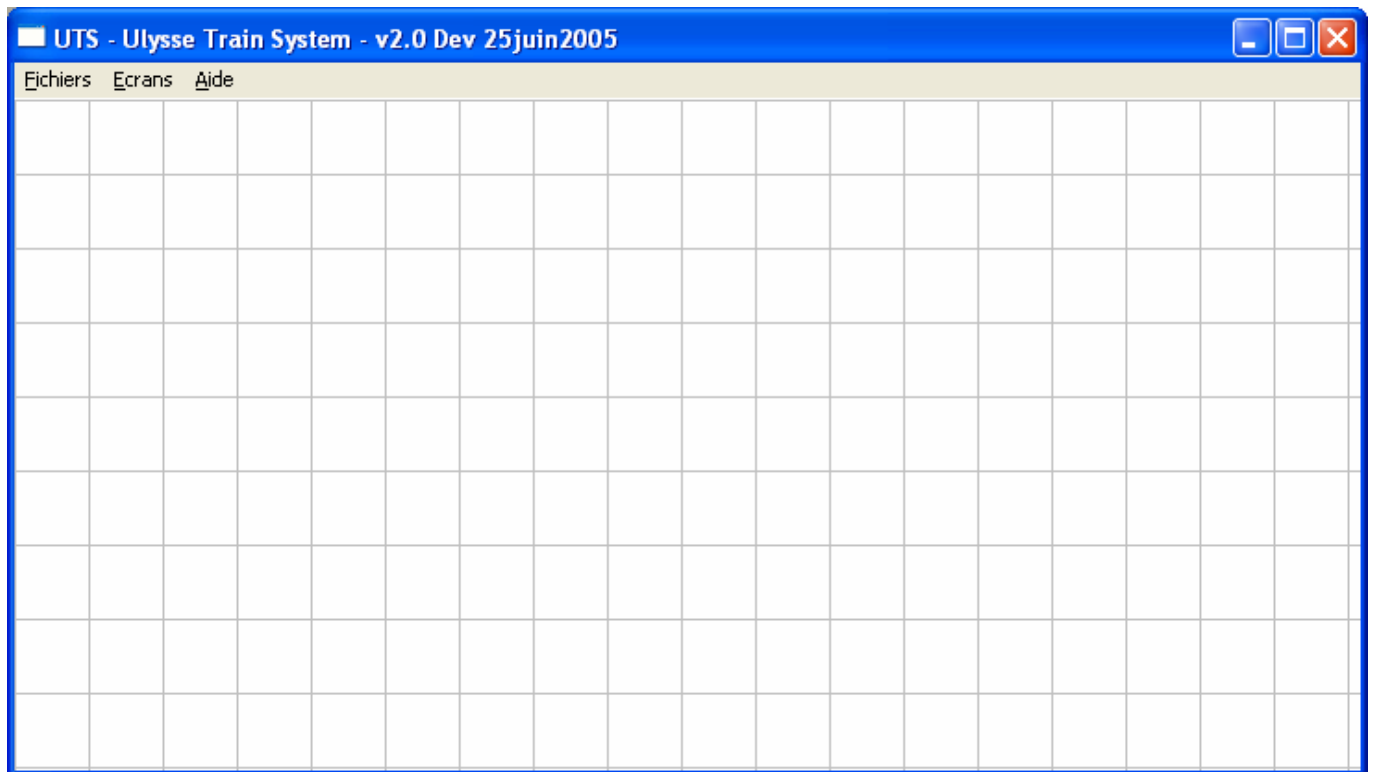 UTS - Ulysse Train System - v2.0 Dev 25juin2005
Fichiers Ecrans Aide